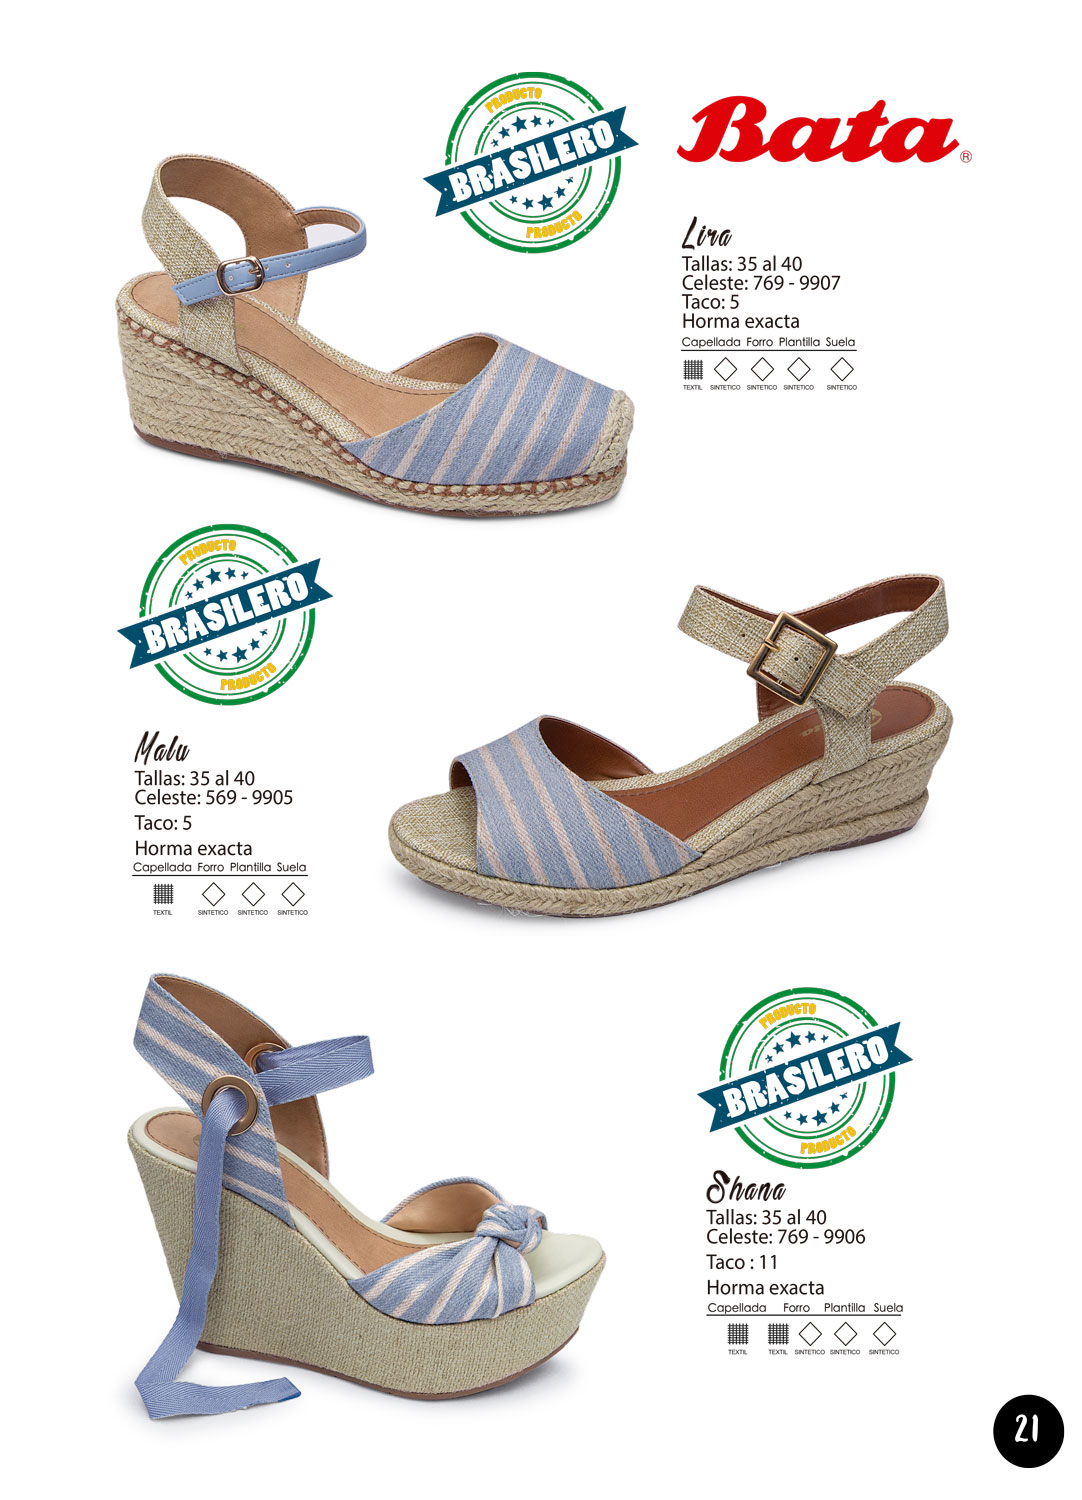 PRODUCTO
BRASILERO
PRODUCTO
Bata®
Lira
Tallas: 35 al 40
Celeste: 769 - 9907
Taco: 5
Horma exacta
Capellada Forro Plantilla Suela
TEXTIL SINTETICO SINTETICO SINTETICO SINTETICO
PRODUCTO
BRASILERO
PRODUCTO
Malu
Tallas: 35 al 40
Celeste: 569 - 9905
Taco: 5
Horma exacta
Capellada Forro Plantilla Suela
TEXTIL SINTETICO SINTETICO SINTETICO
PRODUCTO
BRASILERO
PRODUCTO
Shana
Tallas: 35 al 40
Celeste: 769 - 9906
Taco : 11
Horma exacta
Capellada Forro Plantilla Suela
TEXTIL TEXTIL SINTETICO SINTETICO SINTETICO
21